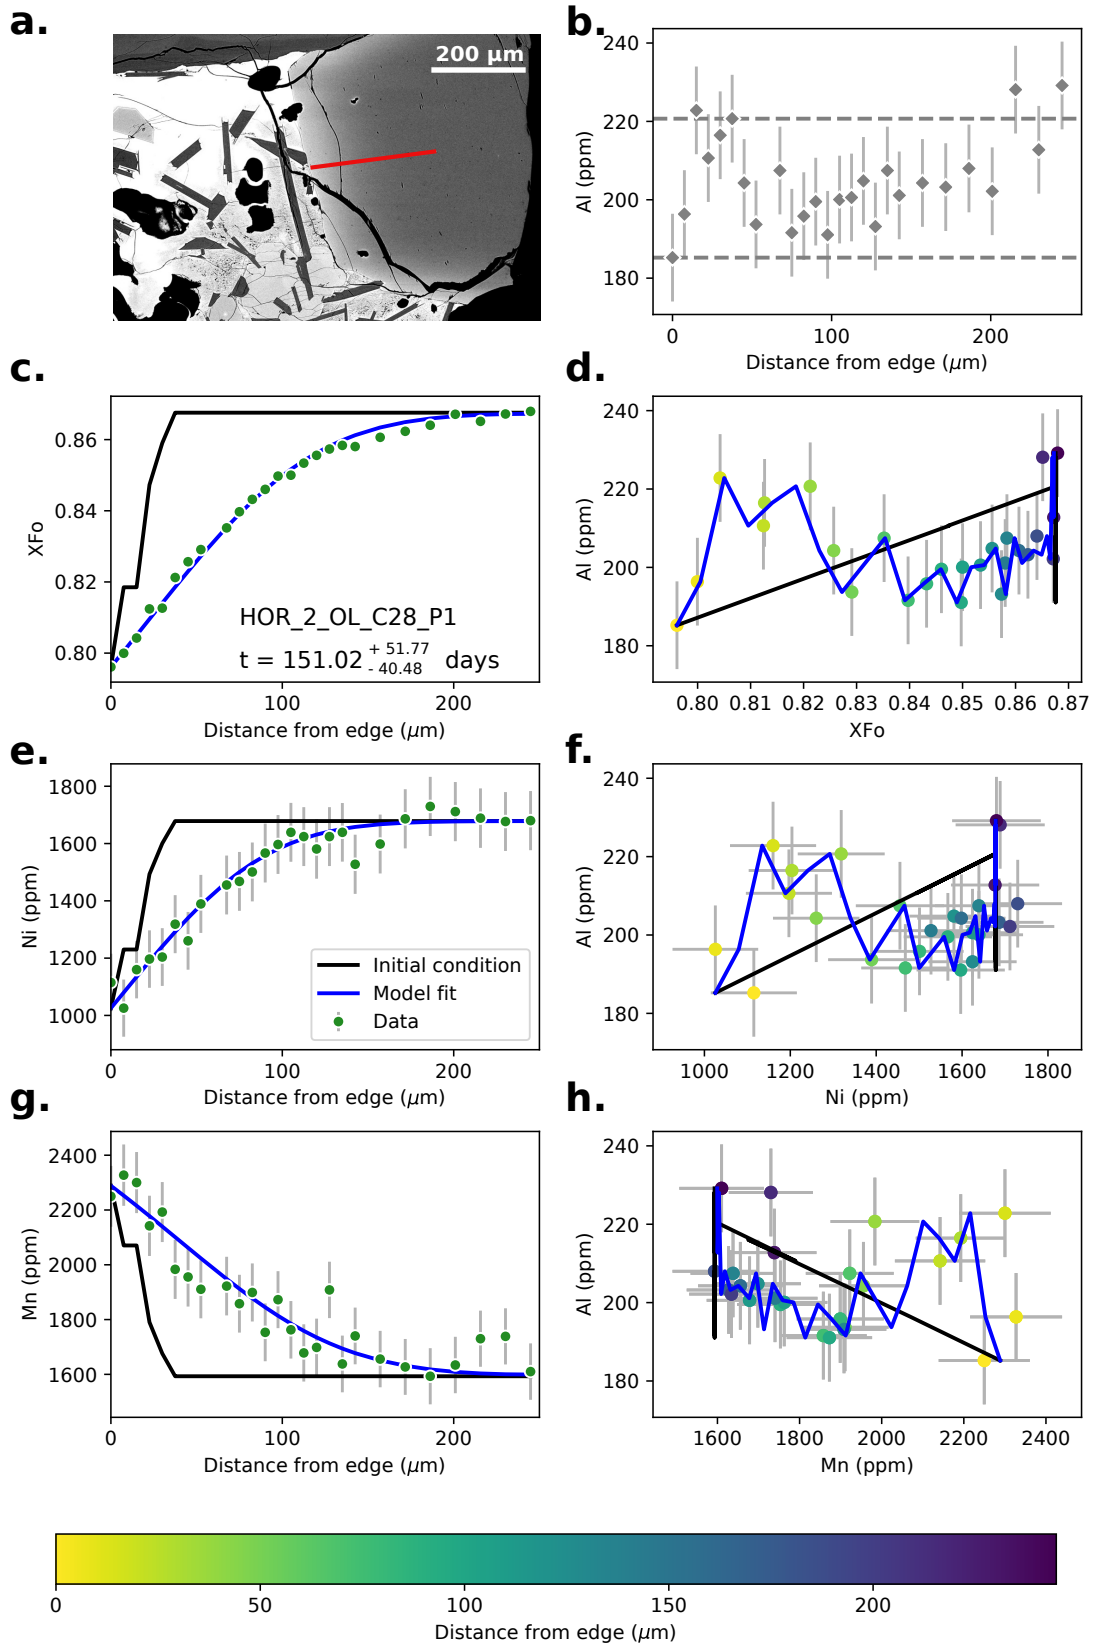 a.
200 μm
b.
240
220
200
180
Al (ppm)
0
100
200
Distance from edge (μm)
c.
0.86
0.84
0.82
0.80
XFo
HOR_2_OL_C28_P1
t = 151.02 + 51.77 - 40.48 days
0
100
200
Distance from edge (μm)
d.
240
220
200
180
Al (ppm)
0.80
0.81
0.82
0.83
0.84
0.85
0.86
0.87
XFo
e.
1800
1600
1400
1200
1000
Ni (ppm)
Initial condition
Model fit
Data
0
100
200
Distance from edge (μm)
f.
240
220
200
180
Al (ppm)
1000
1200
1400
1600
1800
Ni (ppm)
g.
2400
2200
2000
1800
1600
Mn (ppm)
0
100
200
Distance from edge (μm)
h.
240
220
200
180
Al (ppm)
1600
1800
2000
2200
2400
Mn (ppm)
0
50
100
150
200
Distance from edge (μm)